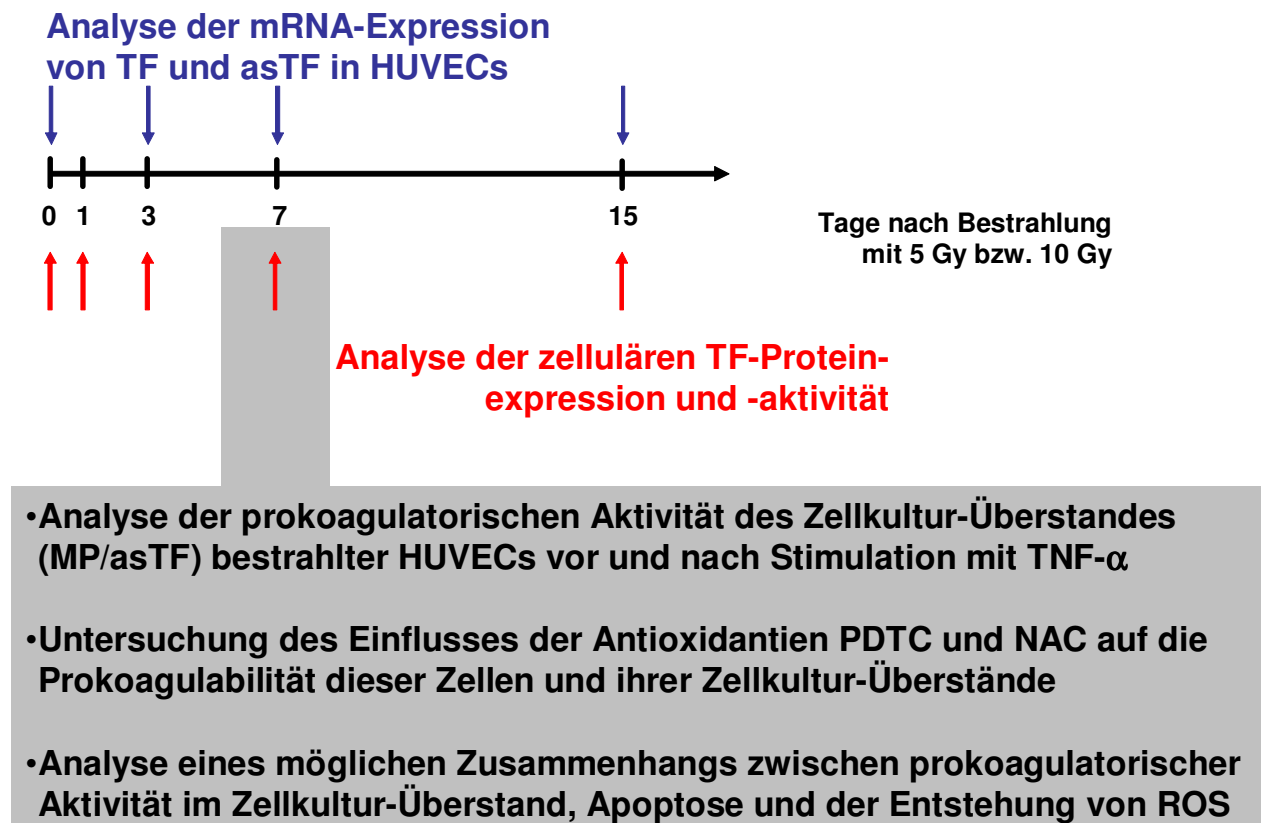 Analyse der mRNA-Expression
von TF und asTF in HUVECs
0 1 3 7 15
Tage nach Bestrahlung
mit 5 Gy bzw. 10 Gy
Analyse der zellulären TF-Protein-
expression und -aktivität
•Analyse der prokoagulatorischen Aktivität des Zellkultur-Überstandes
(MP/asTF) bestrahlter HUVECs vor und nach Stimulation mit TNF-α
•Untersuchung des Einflusses der Antioxidantien PDTC und NAC auf die
Prokoagulabilität dieser Zellen und ihrer Zellkultur-Überstände
•Analyse eines möglichen Zusammenhangs zwischen prokoagulatorischer
Aktivität im Zellkultur-Überstand, Apoptose und der Entstehung von ROS